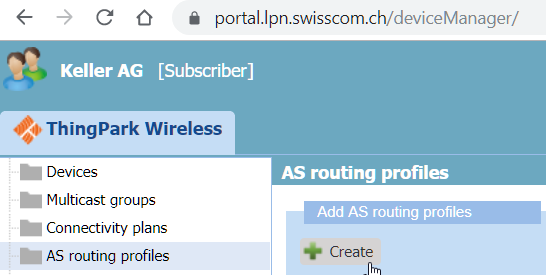 portal.lpn.swisscom.ch/deviceManager/
Keller AG [Subscriber]
ThingPark Wireless
Devices
Multicast groups
Connectivity plans
AS routing profiles
AS routing profiles
Add AS routing profiles
Create